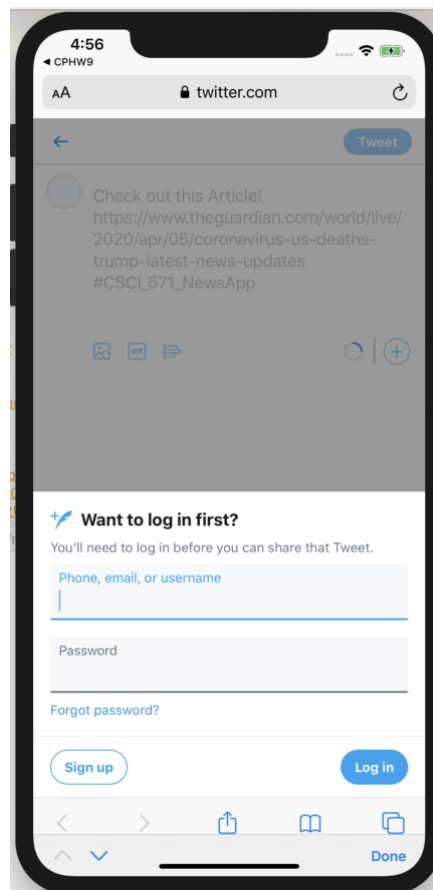 4:56
◀ CPHW9
AA
twitter.com
Tweet
Check out this Article!
https://www.theguardian.com/world/live/
2020/apr/05/coronavirus-us-deaths-
trump-latest-news-updates
#CSCI_571_NewsApp
GIF
Want to log in first?
You'll need to log in before you can share that Tweet.
Phone, email, or username
Password
Forgot password?
Sign up
Log in
Done